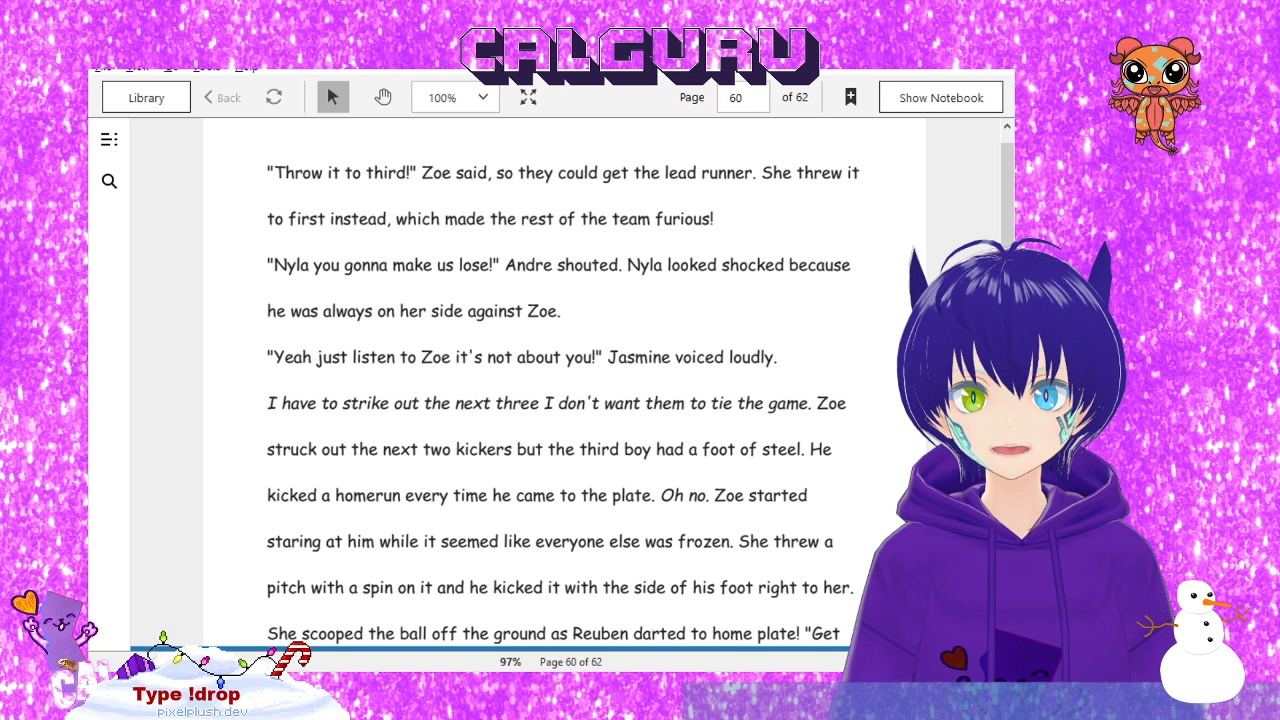 CALGURU
Library
Back
100%
Page 60 of 62
Show Notebook
"Throw it to third!" Zoe said, so they could get the lead runner. She threw it
to first instead, which made the rest of the team furious!
"Nyla you gonna make us lose!" Andre shouted. Nyla looked shocked because
he was always on her side against Zoe.
"Yeah just listen to Zoe it's not about you!" Jasmine voiced loudly.
I have to strike out the next three I don't want them to tie the game. Zoe
struck out the next two kickers but the third boy had a foot of steel. He
kicked a homerun every time he came to the plate. Oh no. Zoe started
staring at him while it seemed like everyone else was frozen. She threw a
pitch with a spin on it and he kicked it with the side of his foot right to her.
She scooped the ball off the ground as Reuben darted to home plate! "Get
97%
Page 60 of 62
Type !drop
pixelplush.dev